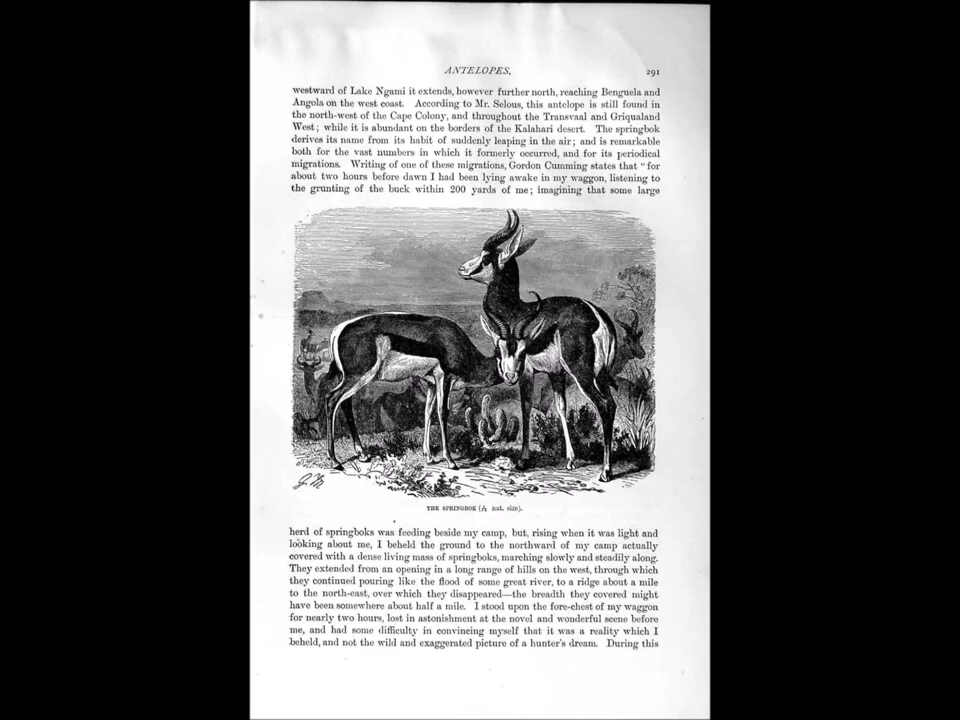 ANTELOPES.
291
westward of Lake Ngami it extends, however further north, reaching Benguela and
Angola on the west coast. According to Mr. Selous, this antelope is still found in
the north-west of the Cape Colony, and throughout the Transvaal and Griqualand
West; while it is abundant on the borders of the Kalahari desert. The springbok
derives its name from its habit of suddenly leaping in the air; and is remarkable
both for the vast numbers in which it formerly occurred, and for its periodical
migrations. Writing of one of these migrations, Gordon Cumming states that "for
about two hours before dawn I had been lying awake in my waggon, listening to
the grunting of the buck within 200 yards of me; imagining that some large
THE SPRINGBOK ( nat. size).
herd of springboks was feeding beside my camp, but, rising when it was light and
looking about me, I beheld the ground to the northward of my camp actually
covered with a dense living mass of springboks, marching slowly and steadily along.
They extended from an opening in a long range of hills on the west, through which
they continued pouring like the flood of some great river, to a ridge about a mile
to the north-east, over which they disappeared—the breadth they covered might
have been somewhere about half a mile. I stood upon the fore-chest of my waggon
for nearly two hours, lost in astonishment at the novel and wonderful scene before
me, and had some difficulty in convincing myself that it was a reality which I
beheld, and not the wild and exaggerated picture of a hunter's dream. During this